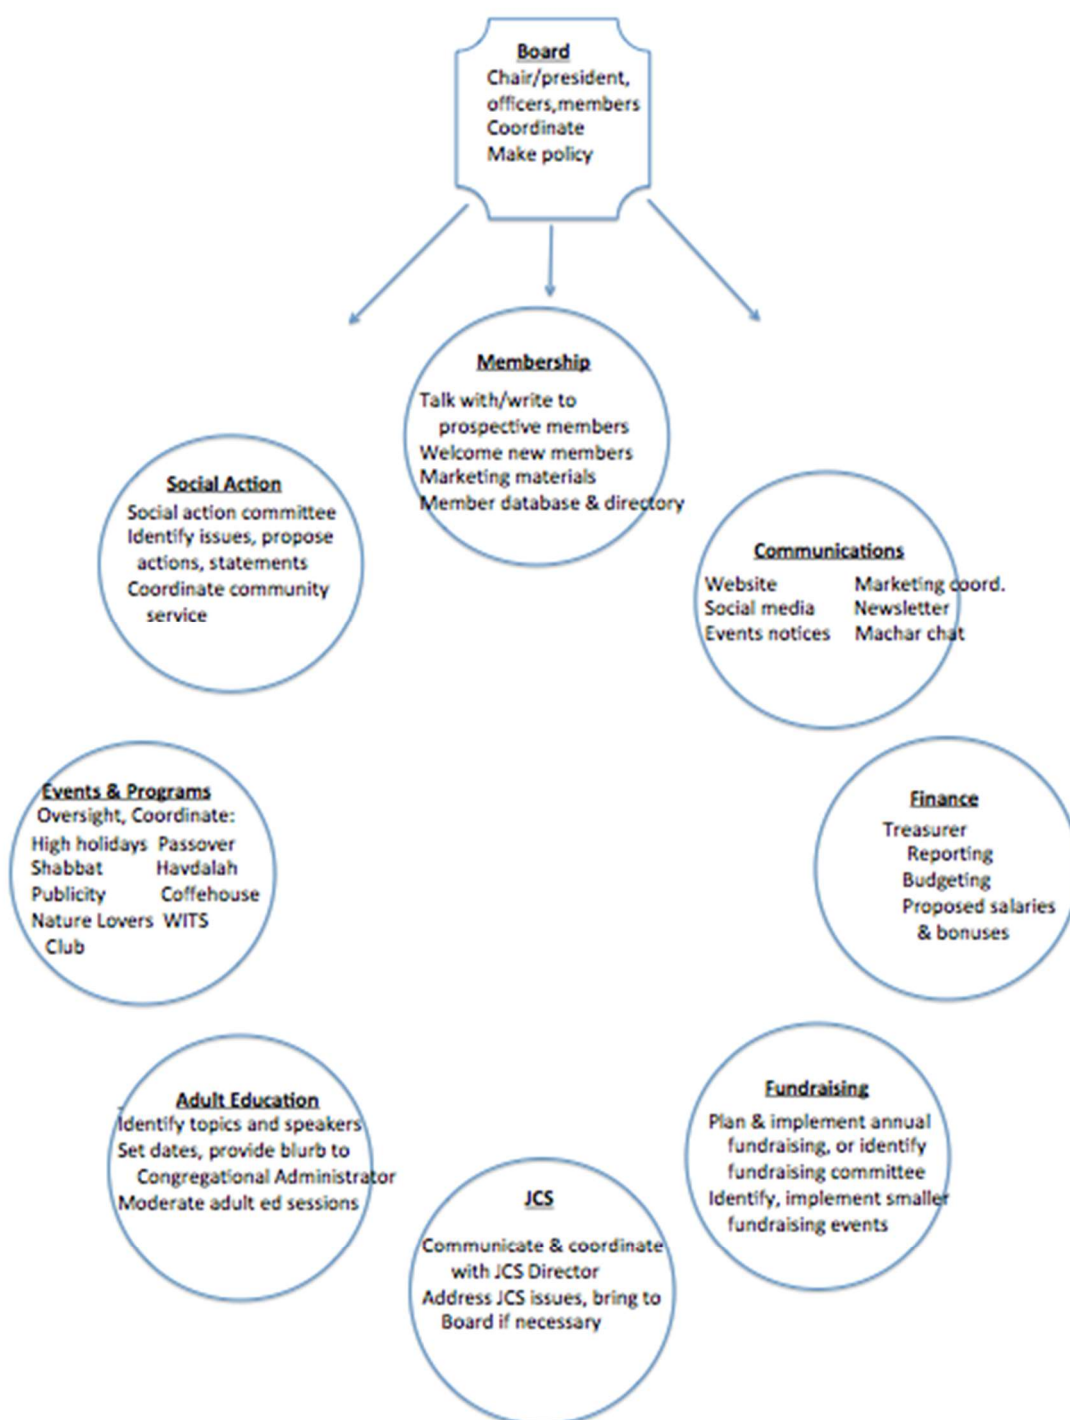 Board
Chair/president,
officers,members
Coordinate
Make policy
Membership
Talk with/write to
prospective members
Welcome new members
Marketing materials
Member database & directory
Social Action
Social action committee
Identify issues, propose
actions, statements
Coordinate community
service
Communications
Website Marketing coord.
Social media Newsletter
Events notices Machar chat
Events & Programs
Oversight, Coordinate:
High holidays Passover
Shabbat Havdalah
Publicity Coffehouse
Nature Lovers WITS
Club
Finance
Treasurer
Reporting
Budgeting
Proposed salaries
& bonuses
Adult Education
Identify topics and speakers
Set dates, provide blurb to
Congregational Administrator
Moderate adult ed sessions
Fundraising
Plan & implement annual
fundraising, or identify
fundraising committee
Identify, implement smaller
fundraising events
JCS
Communicate & coordinate
with JCS Director
Address JCS issues, bring to
Board if necessary